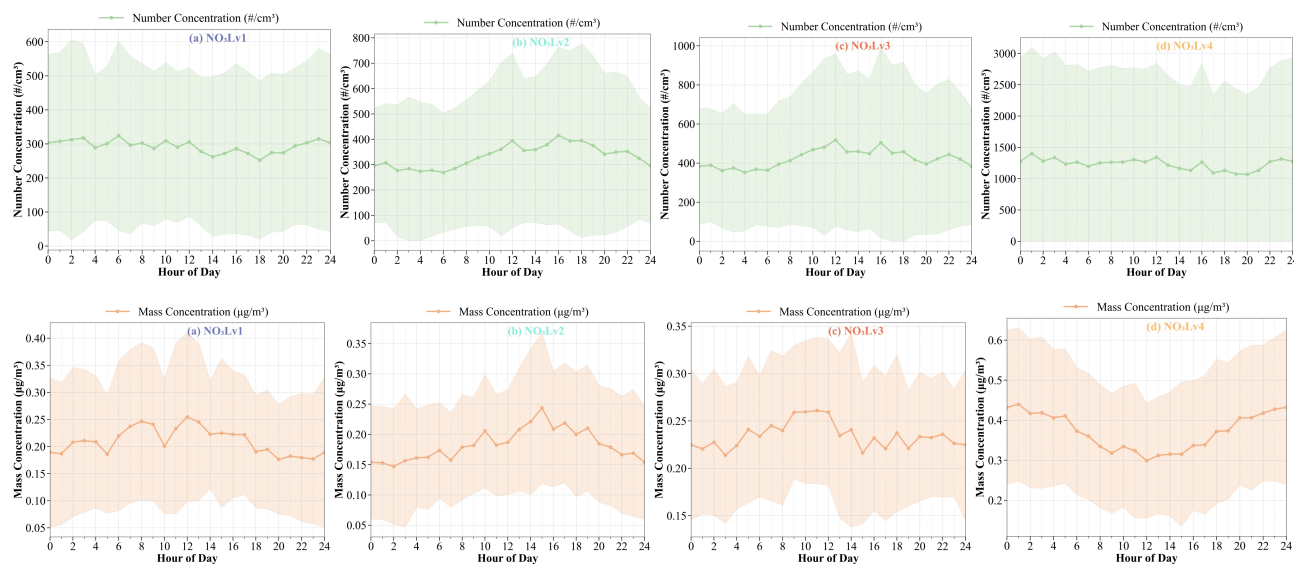 Number Concentration (#/cm³)
(a) NO₃Lv1
Number Concentration (#/cm³)
600
500
400
300
200
100
0
0 2 4 6 8 10 12 14 16 18 20 22 24
Hour of Day
Number Concentration (#/cm³)
(b) NO₃Lv2
Number Concentration (#/cm³)
800
700
600
500
400
300
200
100
0
0 2 4 6 8 10 12 14 16 18 20 22 24
Hour of Day
Number Concentration (#/cm³)
(c) NO₃Lv3
Number Concentration (#/cm³)
1000
800
600
400
200
0
0 2 4 6 8 10 12 14 16 18 20 22 24
Hour of Day
Number Concentration (#/cm³)
(d) NO₃Lv4
Number Concentration (#/cm³)
3000
2500
2000
1500
1000
500
0
0 2 4 6 8 10 12 14 16 18 20 22 24
Hour of Day
Mass Concentration (μg/m³)
(a) NO₃Lv1
Mass Concentration (μg/m³)
0.40
0.35
0.30
0.25
0.20
0.15
0.10
0.05
0 2 4 6 8 10 12 14 16 18 20 22 24
Hour of Day
Mass Concentration (μg/m³)
(b) NO₃Lv2
Mass Concentration (μg/m³)
0.35
0.30
0.25
0.20
0.15
0.10
0.05
0 2 4 6 8 10 12 14 16 18 20 22 24
Hour of Day
Mass Concentration (μg/m³)
(c) NO₃Lv3
Mass Concentration (μg/m³)
0.35
0.30
0.25
0.20
0.15
0 2 4 6 8 10 12 14 16 18 20 22 24
Hour of Day
Mass Concentration (μg/m³)
(d) NO₃Lv4
Mass Concentration (μg/m³)
0.6
0.5
0.4
0.3
0.2
0 2 4 6 8 10 12 14 16 18 20 22 24
Hour of Day